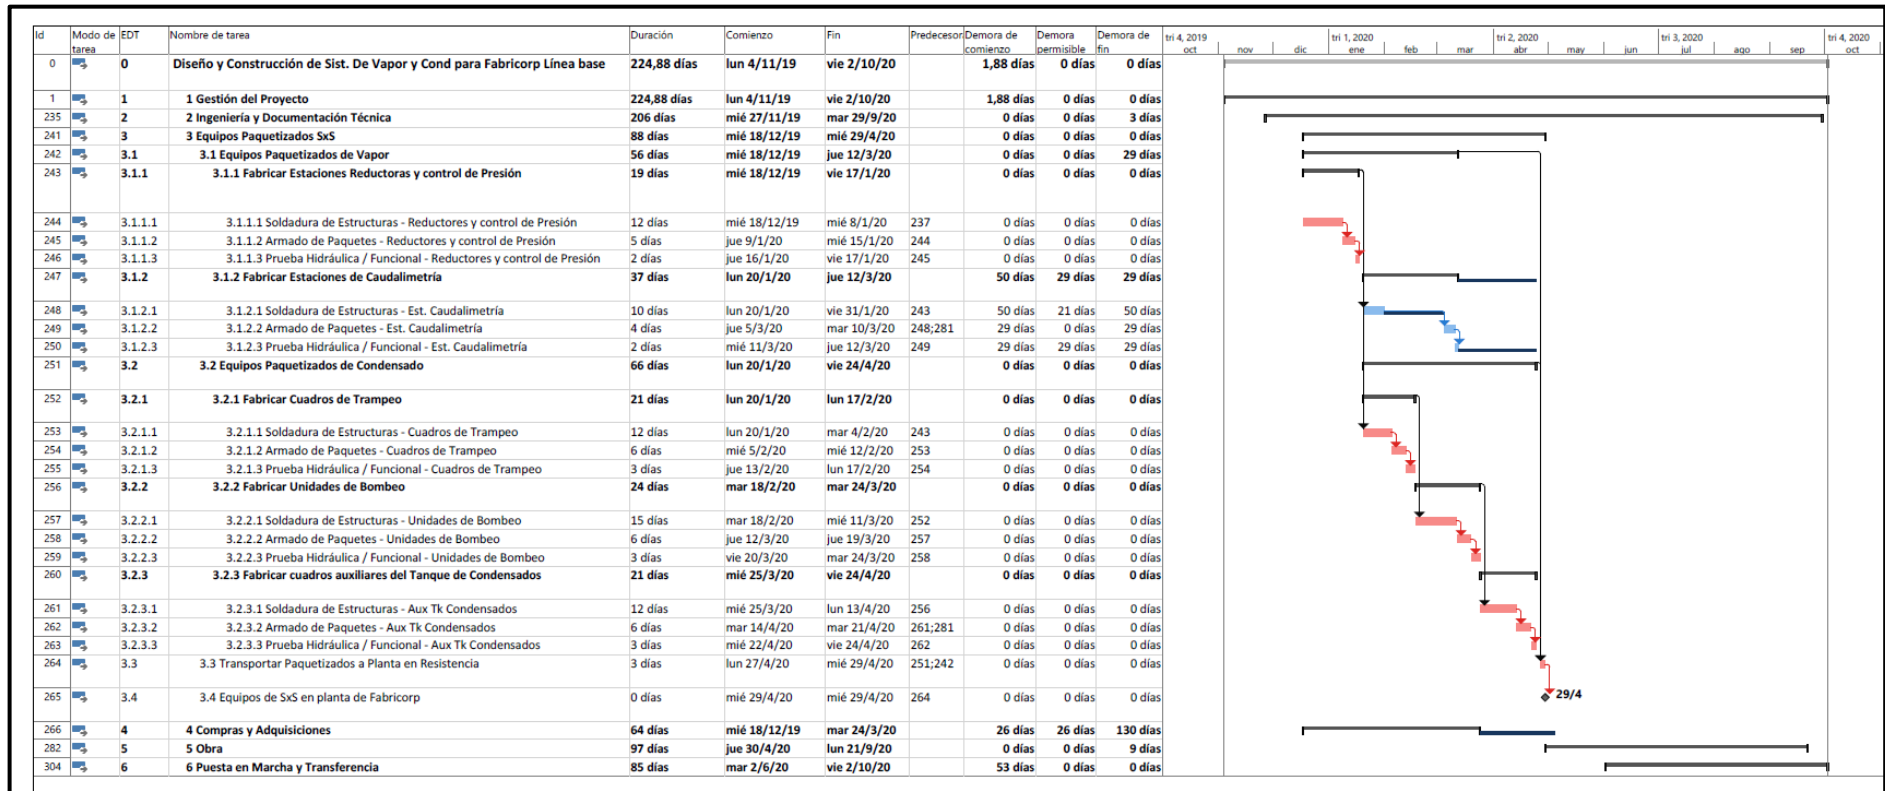 Id Modo de tarea EDT Nombre de tarea Duración Comienzo Fin Predecesor Demora de comienzo Demora permisible Demora de fin
tri 4, 2019 tri 1, 2020 tri 2, 2020 tri 3, 2020 tri 4, 2020
oct nov dic ene feb mar abr may jun jul ago sep oct
0 0 Diseño y Construcción de Sist. De Vapor y Cond para Fabricorp Línea base 224,88 días lun 4/11/19 vie 2/10/20 1,88 días 0 días 0 días
1 1 1 Gestión del Proyecto 224,88 días lun 4/11/19 vie 2/10/20 1,88 días 0 días 0 días
235 2 2 Ingeniería y Documentación Técnica 206 días mié 27/11/19 mar 29/9/20 0 días 0 días 3 días
241 3 3 Equipos Paquetizados SxS 88 días mié 18/12/19 mié 29/4/20 0 días 0 días 0 días
242 3.1 3.1 Equipos Paquetizados de Vapor 56 días mié 18/12/19 jue 12/3/20 0 días 0 días 29 días
243 3.1.1 3.1.1 Fabricar Estaciones Reductoras y control de Presión 19 días mié 18/12/19 vie 17/1/20 0 días 0 días 0 días
244 3.1.1.1 3.1.1.1 Soldadura de Estructuras - Reductores y control de Presión 12 días mié 18/12/19 mié 8/1/20 237 0 días 0 días 0 días
245 3.1.1.2 3.1.1.2 Armado de Paquetes - Reductores y control de Presión 5 días jue 9/1/20 mié 15/1/20 244 0 días 0 días 0 días
246 3.1.1.3 3.1.1.3 Prueba Hidráulica / Funcional - Reductores y control de Presión 2 días jue 16/1/20 vie 17/1/20 245 0 días 0 días 0 días
247 3.1.2 3.1.2 Fabricar Estaciones de Caudalimetría 37 días lun 20/1/20 jue 12/3/20 50 días 29 días 29 días
248 3.1.2.1 3.1.2.1 Soldadura de Estructuras - Est. Caudalimetría 10 días lun 20/1/20 vie 31/1/20 243 50 días 21 días 50 días
249 3.1.2.2 3.1.2.2 Armado de Paquetes - Est. Caudalimetría 4 días jue 5/3/20 mar 10/3/20 248;281 29 días 0 días 29 días
250 3.1.2.3 3.1.2.3 Prueba Hidráulica / Funcional - Est. Caudalimetría 2 días mié 11/3/20 jue 12/3/20 249 29 días 29 días 29 días
251 3.2 3.2 Equipos Paquetizados de Condensado 66 días lun 20/1/20 vie 24/4/20 0 días 0 días 0 días
252 3.2.1 3.2.1 Fabricar Cuadros de Trampeo 21 días lun 20/1/20 lun 17/2/20 0 días 0 días 0 días
253 3.2.1.1 3.2.1.1 Soldadura de Estructuras - Cuadros de Trampeo 12 días lun 20/1/20 mar 4/2/20 243 0 días 0 días 0 días
254 3.2.1.2 3.2.1.2 Armado de Paquetes - Cuadros de Trampeo 6 días mié 5/2/20 mié 12/2/20 253 0 días 0 días 0 días
255 3.2.1.3 3.2.1.3 Prueba Hidráulica / Funcional - Cuadros de Trampeo 3 días jue 13/2/20 lun 17/2/20 254 0 días 0 días 0 días
256 3.2.2 3.2.2 Fabricar Unidades de Bombeo 24 días mar 18/2/20 mar 24/3/20 0 días 0 días 0 días
257 3.2.2.1 3.2.2.1 Soldadura de Estructuras - Unidades de Bombeo 15 días mar 18/2/20 mié 11/3/20 252 0 días 0 días 0 días
258 3.2.2.2 3.2.2.2 Armado de Paquetes - Unidades de Bombeo 6 días jue 12/3/20 jue 19/3/20 257 0 días 0 días 0 días
259 3.2.2.3 3.2.2.3 Prueba Hidráulica / Funcional - Unidades de Bombeo 3 días vie 20/3/20 mar 24/3/20 258 0 días 0 días 0 días
260 3.2.3 3.2.3 Fabricar cuadros auxiliares del Tanque de Condensados 21 días mié 25/3/20 vie 24/4/20 0 días 0 días 0 días
261 3.2.3.1 3.2.3.1 Soldadura de Estructuras - Aux Tk Condensados 12 días mié 25/3/20 lun 13/4/20 256 0 días 0 días 0 días
262 3.2.3.2 3.2.3.2 Armado de Paquetes - Aux Tk Condensados 6 días mar 14/4/20 mar 21/4/20 261;281 0 días 0 días 0 días
263 3.2.3.3 3.2.3.3 Prueba Hidráulica / Funcional - Aux Tk Condensados 3 días mié 22/4/20 vie 24/4/20 262 0 días 0 días 0 días
264 3.3 3.3 Transportar Paquetizados a Planta en Resistencia 3 días lun 27/4/20 mié 29/4/20 251;242 0 días 0 días 0 días
265 3.4 3.4 Equipos de SxS en planta de Fabricorp 0 días mié 29/4/20 mié 29/4/20 264 0 días 0 días 0 días 29/4
266 4 4 Compras y Adquisiciones 64 días mié 18/12/19 mar 24/3/20 26 días 26 días 130 días
282 5 5 Obra 97 días jue 30/4/20 lun 21/9/20 0 días 0 días 9 días
304 6 6 Puesta en Marcha y Transferencia 85 días mar 2/6/20 vie 2/10/20 53 días 0 días 0 días